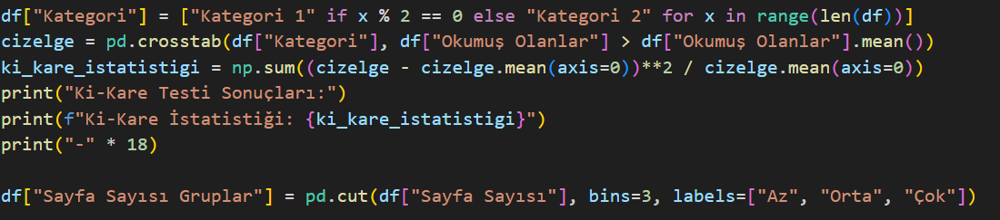 df["Kategori"] = ["Kategori 1" if x % 2 == 0 else "Kategori 2" for x in range(len(df))]
cizelge = pd.crosstab(df["Kategori"], df["Okumuş Olanlar"] > df["Okumuş Olanlar"].mean())
ki_kare_istatistigi = np.sum((cizelge - cizelge.mean(axis=0))**2 / cizelge.mean(axis=0))
print("Ki-Kare Testi Sonuçları:")
print(f"Ki-Kare İstatistiği: {ki_kare_istatistigi}")
print("-" * 18)
df["Sayfa Sayısı Gruplar"] = pd.cut(df["Sayfa Sayısı"], bins=3, labels=["Az", "Orta", "Çok"])